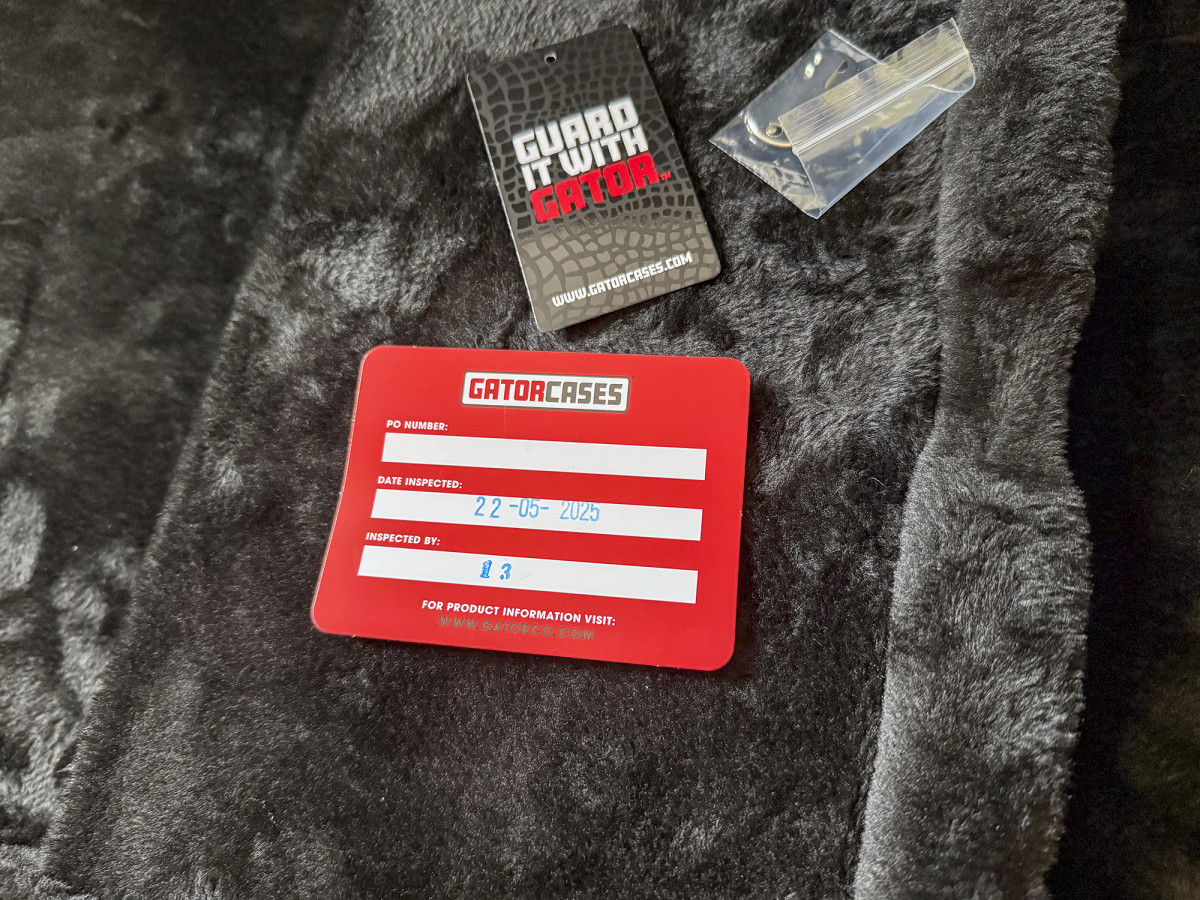 GUARD
IT WITH
GATOR™
WWW.GATORCASES.COM
GATORCASES
PO NUMBER:
DATE INSPECTED:
22-05-2025
INSPECTED BY:
13
FOR PRODUCT INFORMATION VISIT:
WWW.GATORCO.COM